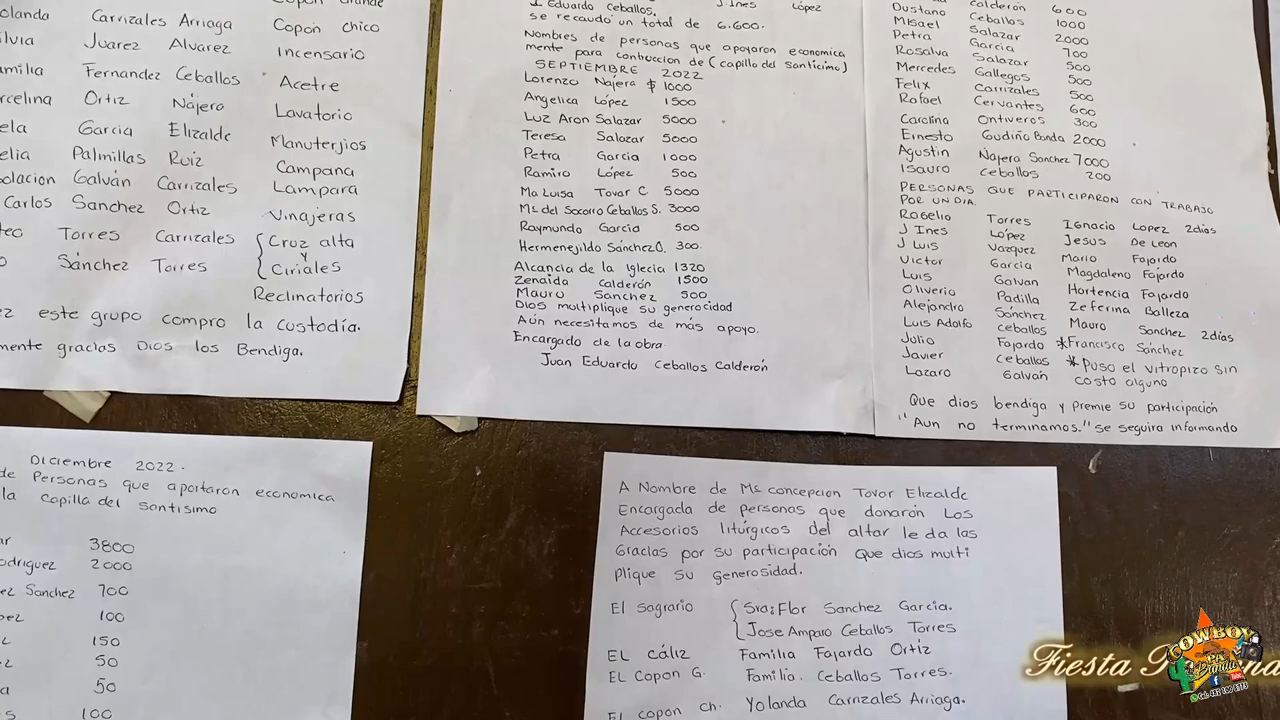 olanda Carrizales Arriaga Copón chico
ilvia Juarez Alvarez Incensario
amilia Fernandez Ceballos Acetre
rcelina Ortiz Nájera Lavatorio
ela Garcia Elizalde Manuterjios
elia Palmillas Ruiz Campana
olacion Galván Carrizales Lampara
Carlos Sanchez Ortiz Vinajeras
teo Torres Carrizales Cruz alta
y
o Sánchez Torres Ciriales
Reclinatorios
ez este grupo compro la custodía.
mente gracias Dios los Bendiga.
J. Eduardo Ceballos. J. Ines López
se recaudo un total de 6.600.
Nombres de personas que apoyaron economica
mente para contruccion de (capilla del santicimo)
SEPTIEMBRE 2022
Lorenzo Nájera $ 1000
Angelica López 1500
Luz Aron Salazar 5000
Teresa Salazar 5000
Petra Garcia 1000
Ramiro López 500
Ma Luisa Tovar C 5000
Ma del Socorro Ceballos S. 3000
Raymundo Garcia 500
Hermenejildo Sánchez O. 300.
Alcancia de la Iglecia 1320
Zenaida calderón 1500
Mauro Sanchez 500
Dios multiplique su generocidad
Aún necesitamos de más apoyo.
Encargado de la obra
Juan Eduardo Ceballos Calderón
calderón 600
Dustano Ceballos 1000
Misael Salazar 2000
Petra Garcia 700
Rosalva Salazar 500
Mercedes Gallegos 500
Felix Carrizales 500
Rafael Cervantes 600
Carolina Ontiveros 300
Ernesto Gudiño Banda 2000
Agustin Nájera Sanchez 7000
Isauro Ceballos 200
PERSONAS QUE PARTICIPARON CON TRABAJO
POR UN DIA.
Rogelio Torres Ignacio Lopez 2días
J Ines López Jesus De Leon
J Luis Vazquez Mario Fajardo
Victor Garcia Magdaleno Fajardo
Luis Galvan Hortencia Fajardo
Oliverio Padilla Zeferina Balleza
Alejandro Sánchez Mauro Sanchez 2días
Luis Adolfo Ceballos *Francisco Sánchez
Julio Fajardo *Puso el vitropizo sin
Javier Ceballos costo alguno
Lazaro Galván
Que dios bendiga y premie su participación
"Aun no terminamos." se seguira informando
Diciembre 2022.
de Personas que aportaron economica
la capilla del santisimo
ar 3800
odriguez 2000
ez Sanchez 700
pez 100
z 150
z 50
a 50
s 100
A Nombre de Ma concepcion Tovar Elizalde
Encargada de personas que donarón Los
Accesorios litúrgicos del altar le da las
Gracias por su participación que dios multi
plique su generosidad.
El sagrario Sra: Flor Sanchez Garcia.
Jose Amparo Ceballos Torres
EL cáliz Familia Fajardo Ortiz
EL Copon G. Familia. Ceballos Torres.
El copon ch. Yolanda Carrizales Arriaga.
Fiesta
COWBOY